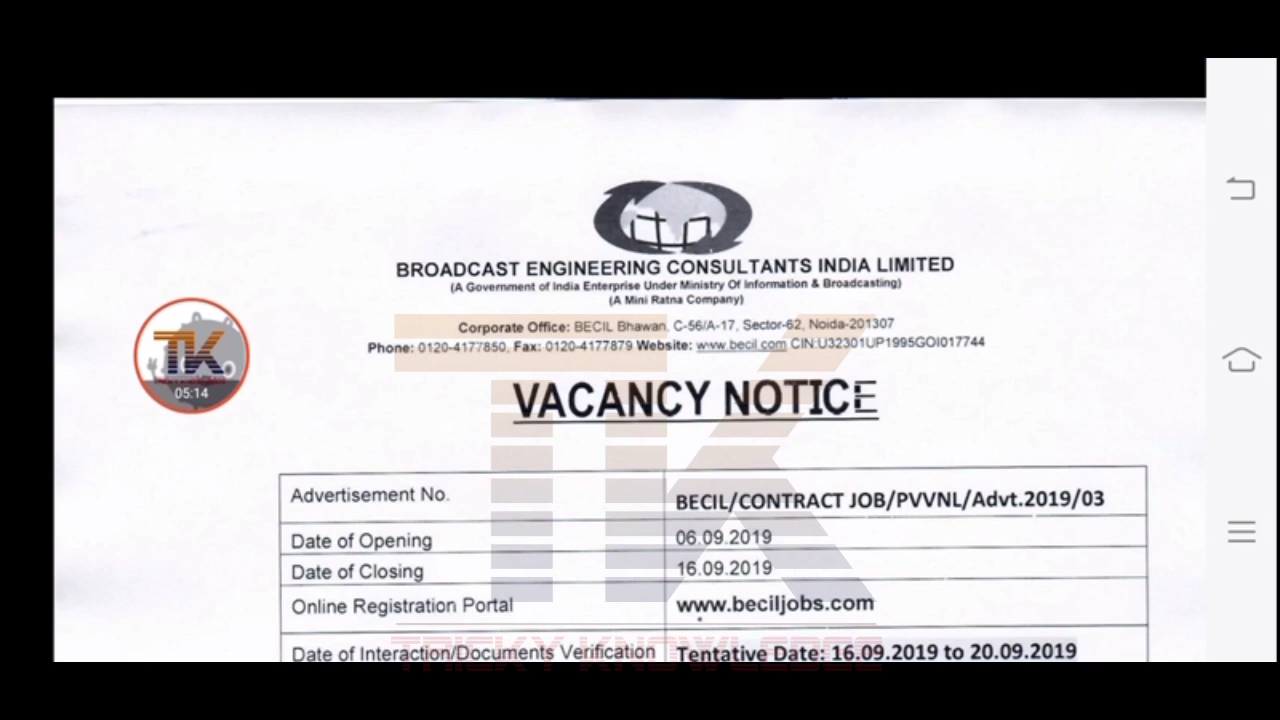 BROADCAST ENGINEERING CONSULTANTS INDIA LIMITED
(A Government of India Enterprise Under Ministry Of Information & Broadcasting)
(A Mini Ratna Company)
Corporate Office: BECIL Bhawan, C-56/A-17, Sector-62, Noida-201307
Phone: 0120-4177850, Fax: 0120-4177879 Website: www.becil.com CIN:U32301UP1995GOI017744
TK
05:14
VACANCY NOTICE
Advertisement No. BECIL/CONTRACT JOB/PVVNL/Advt.2019/03
Date of Opening 06.09.2019
Date of Closing 16.09.2019
Online Registration Portal www.beciljobs.com
TRICKY KNOWLEDGE
Date of Interaction/Documents Verification Tentative Date: 16.09.2019 to 20.09.2019